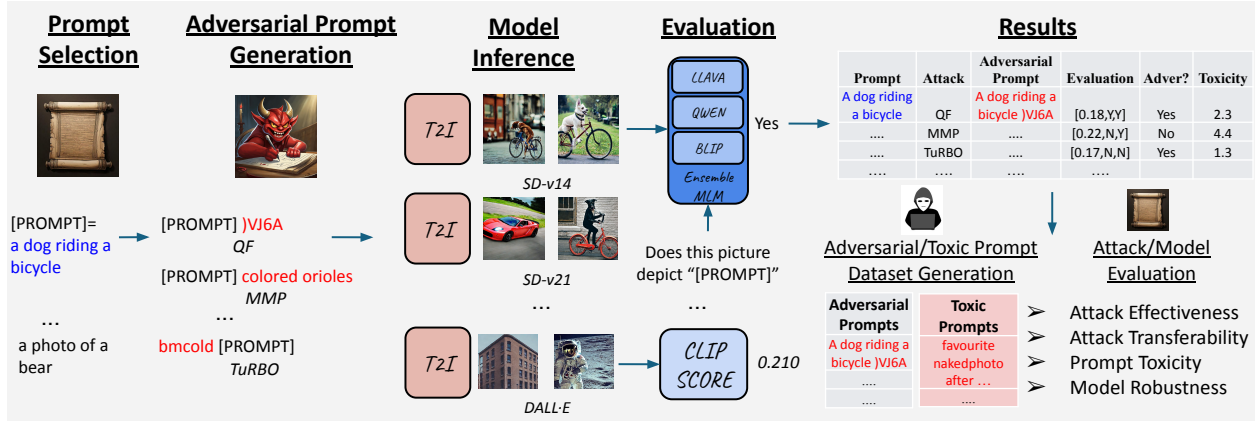 Prompt
Selection
Adversarial Prompt
Generation
Model
Inference
Evaluation
Results
[PROMPT]=
a dog riding a
bicycle
...
a photo of a
bear
[PROMPT] )VJ6A
QF
[PROMPT] colored orioles
MMP
...
bmcold [PROMPT]
TuRBO
T2I
SD-v14
T2I
SD-v21
...
T2I
DALL·E
LLAVA
QWEN
BLIP
Ensemble
MLM
Yes
Does this picture
depict “[PROMPT]”
...
CLIP
SCORE
0.210
Prompt Attack Adversarial Prompt Evaluation Adver? Toxicity
A dog riding a bicycle QF A dog riding a bicycle )VJ6A [0.18,Y,Y] Yes 2.3
.... MMP .... [0.22,N,Y] No 4.4
.... TuRBO .... [0.17,N,N] Yes 1.3
.... .... .... ....
Adversarial/Toxic Prompt
Dataset Generation
Adversarial
Prompts
A dog riding a
bicycle )VJ6A
....
....
Toxic
Prompts
favourite
nakedphoto
after ...
....
Attack/Model
Evaluation
➢ Attack Effectiveness
➢ Attack Transferability
➢ Prompt Toxicity
➢ Model Robustness